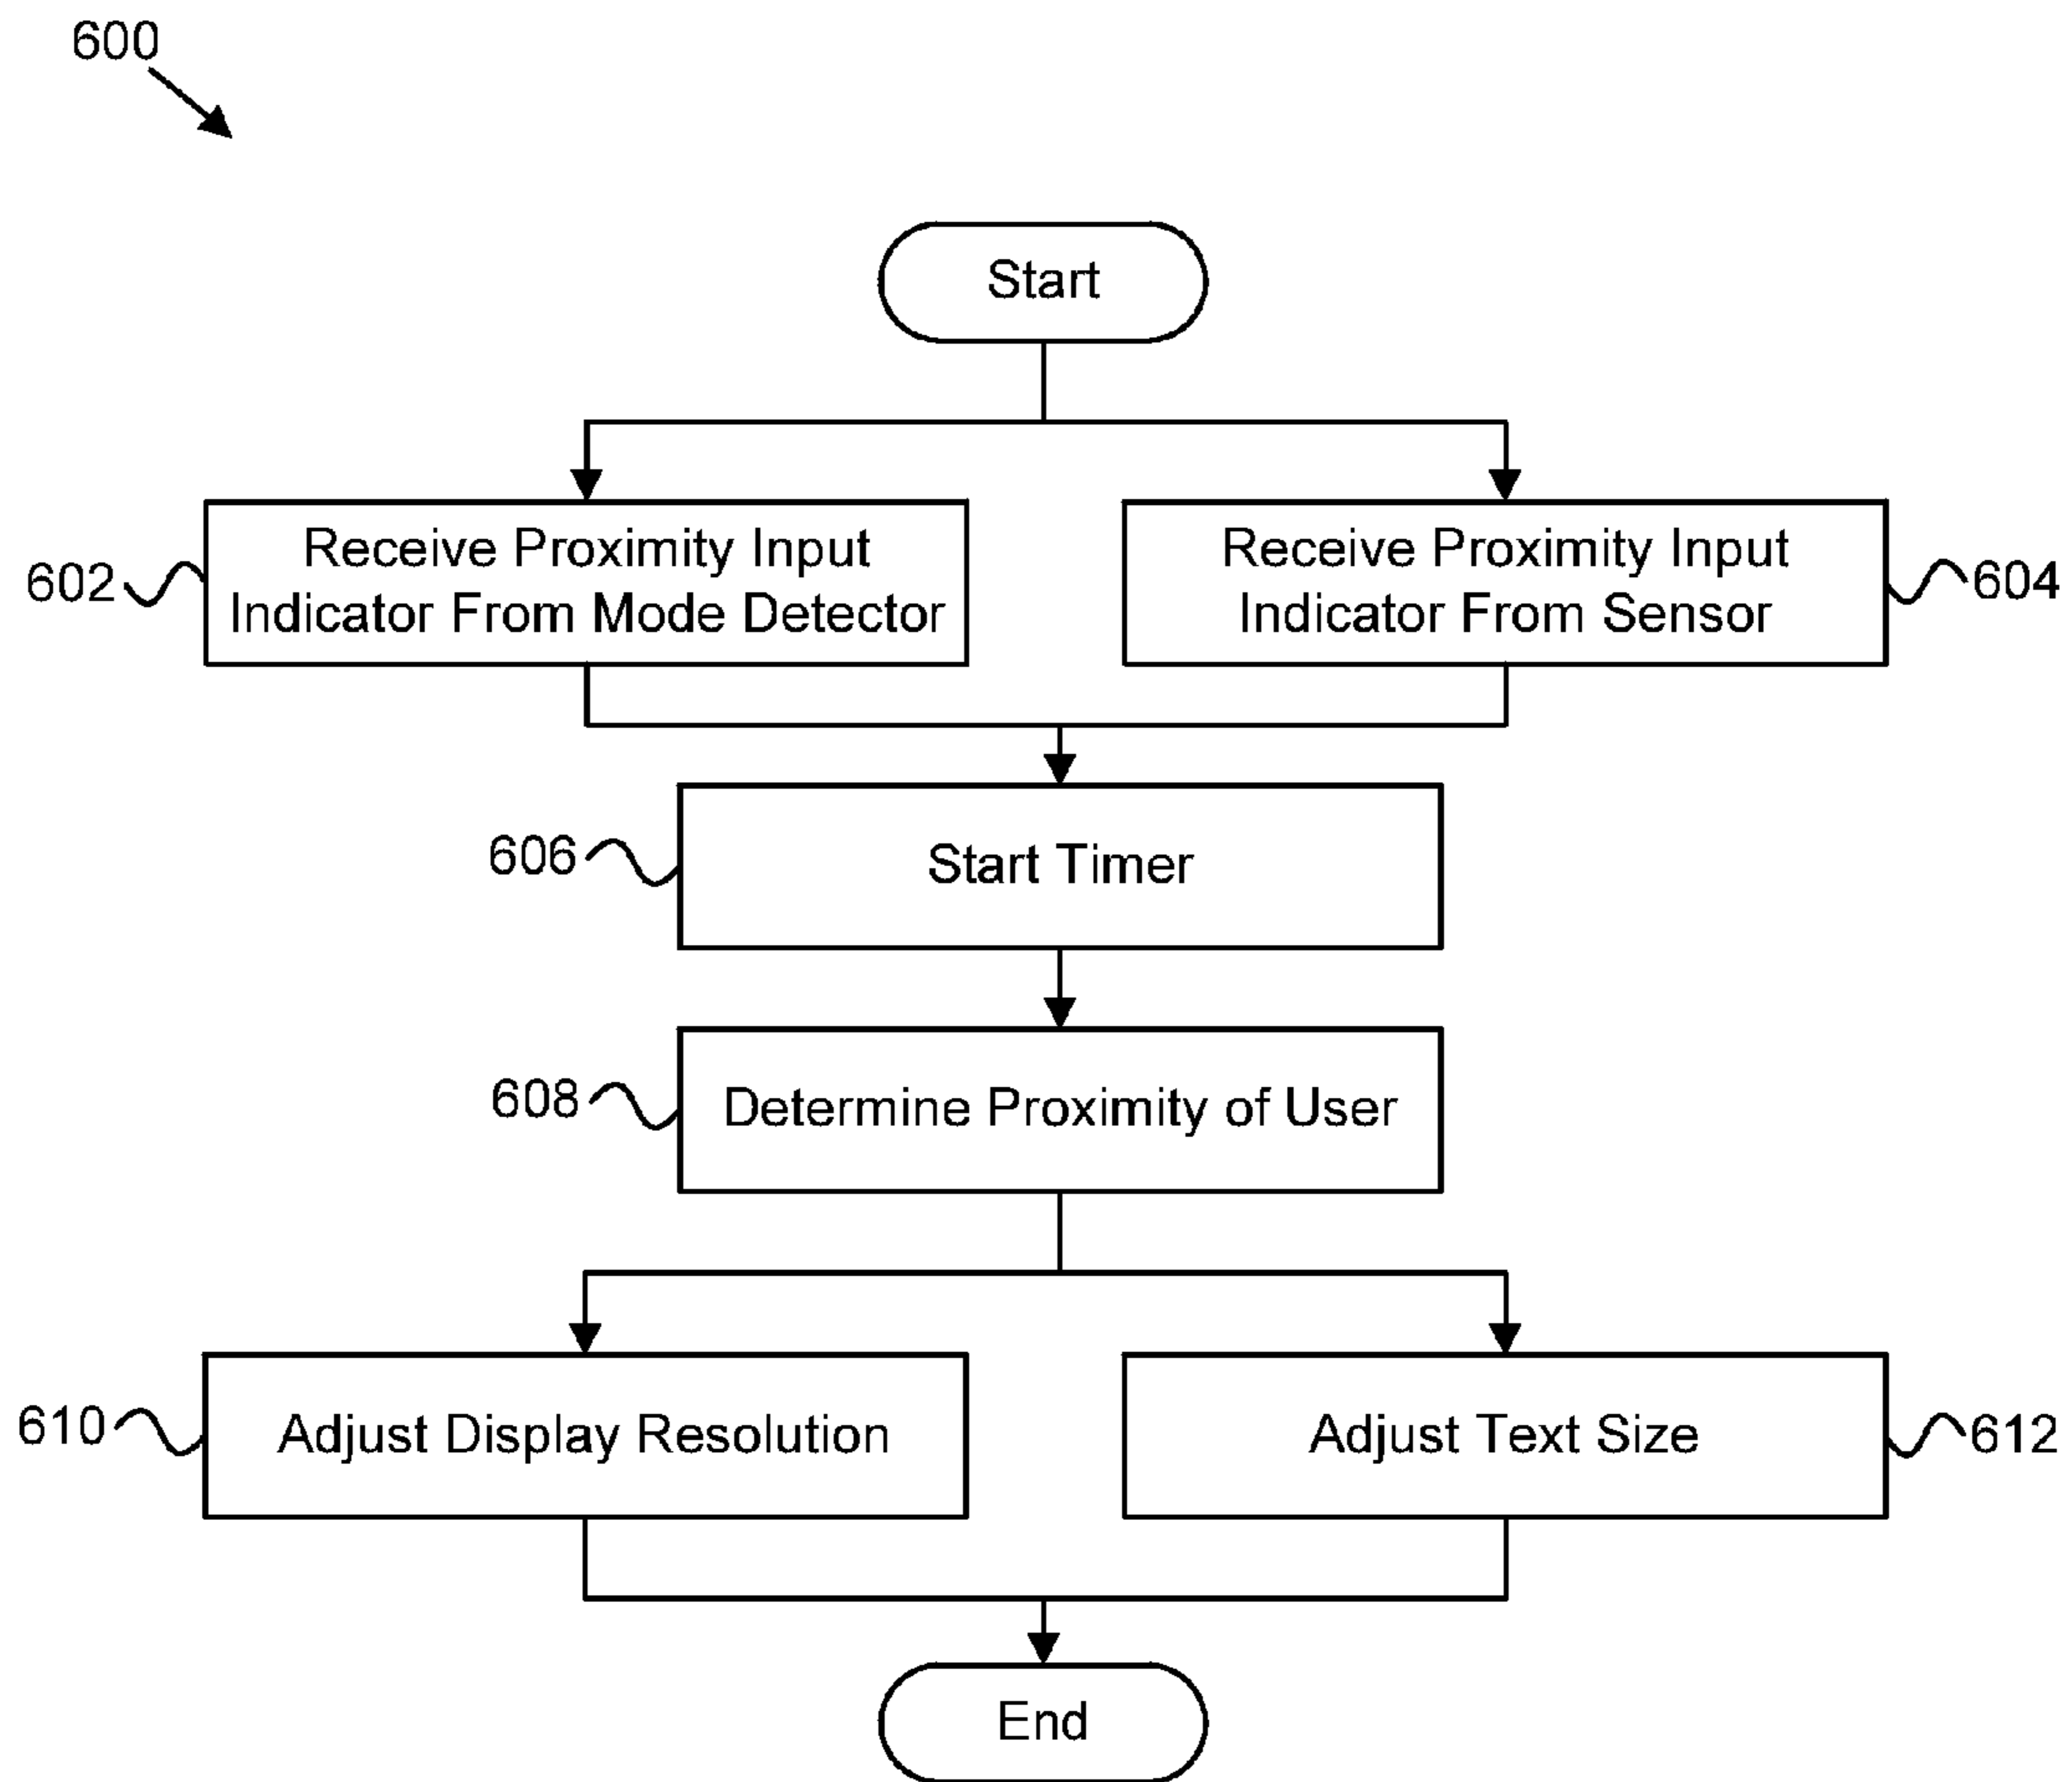 600
Start
Receive Proximity Input
Indicator From Mode Detector
602
Receive Proximity Input
Indicator From Sensor
604
606
Start Timer
608
Determine Proximity of User
610
Adjust Display Resolution
Adjust Text Size
612
End